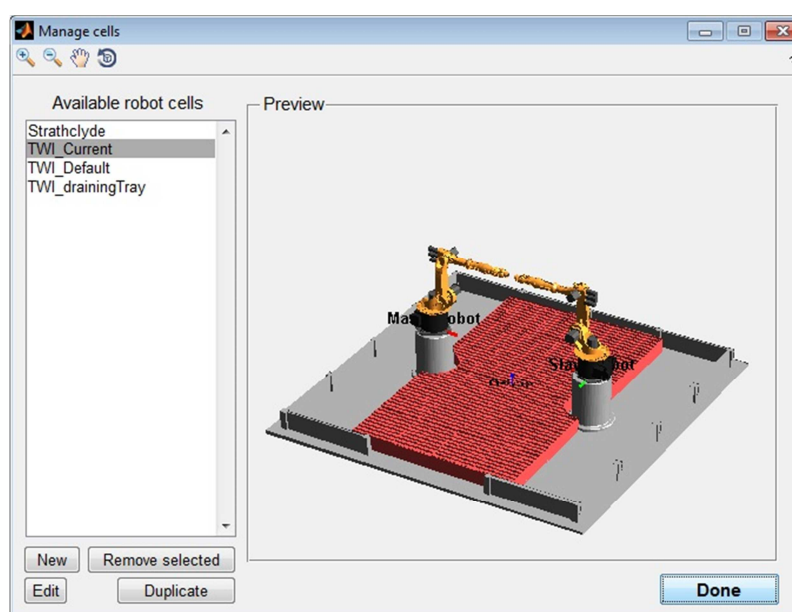 Manage cells
Available robot cells
Strathclyde
TWI_Current
TWI_Default
TWI_drainingTray
Preview
New
Remove selected
Edit
Duplicate
Done